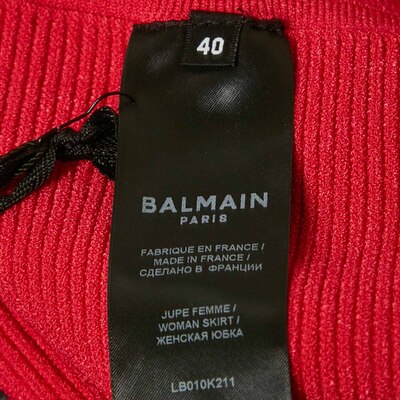 40
BALMAIN
PARIS
FABRIQUE EN FRANCE /
MADE IN FRANCE /
СДЕЛАНО В ФРАНЦИИ
JUPE FEMME /
WOMAN SKIRT /
ЖЕНСКАЯ ЮБКА
LB010K211